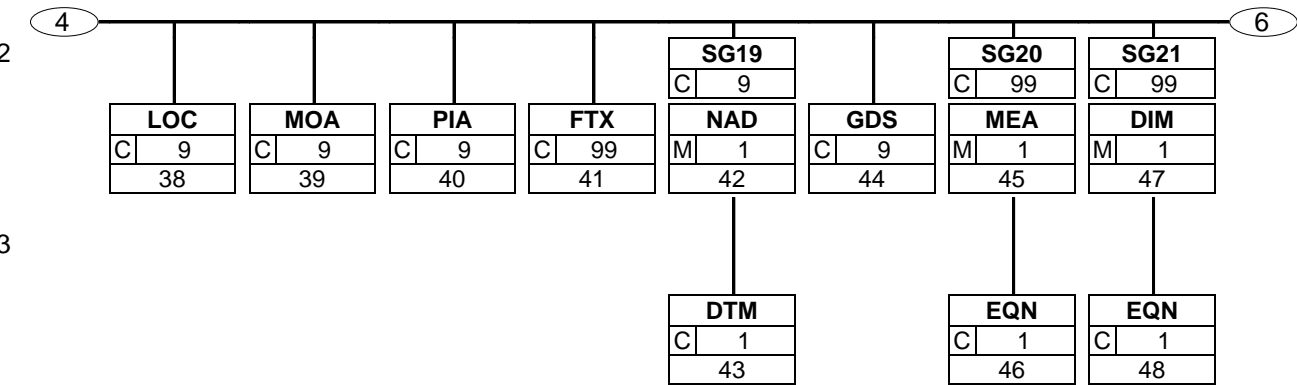 4 6
2
SG19 SG20 SG21
C 9 C 99 C 99
LOC MOA PIA FTX NAD GDS MEA DIM
C 9 C 9 C 9 C 99 M 1 C 9 M 1 M 1
38 39 40 41 42 44 45 47
3
DTM EQN EQN
C 1 C 1 C 1
43 46 48